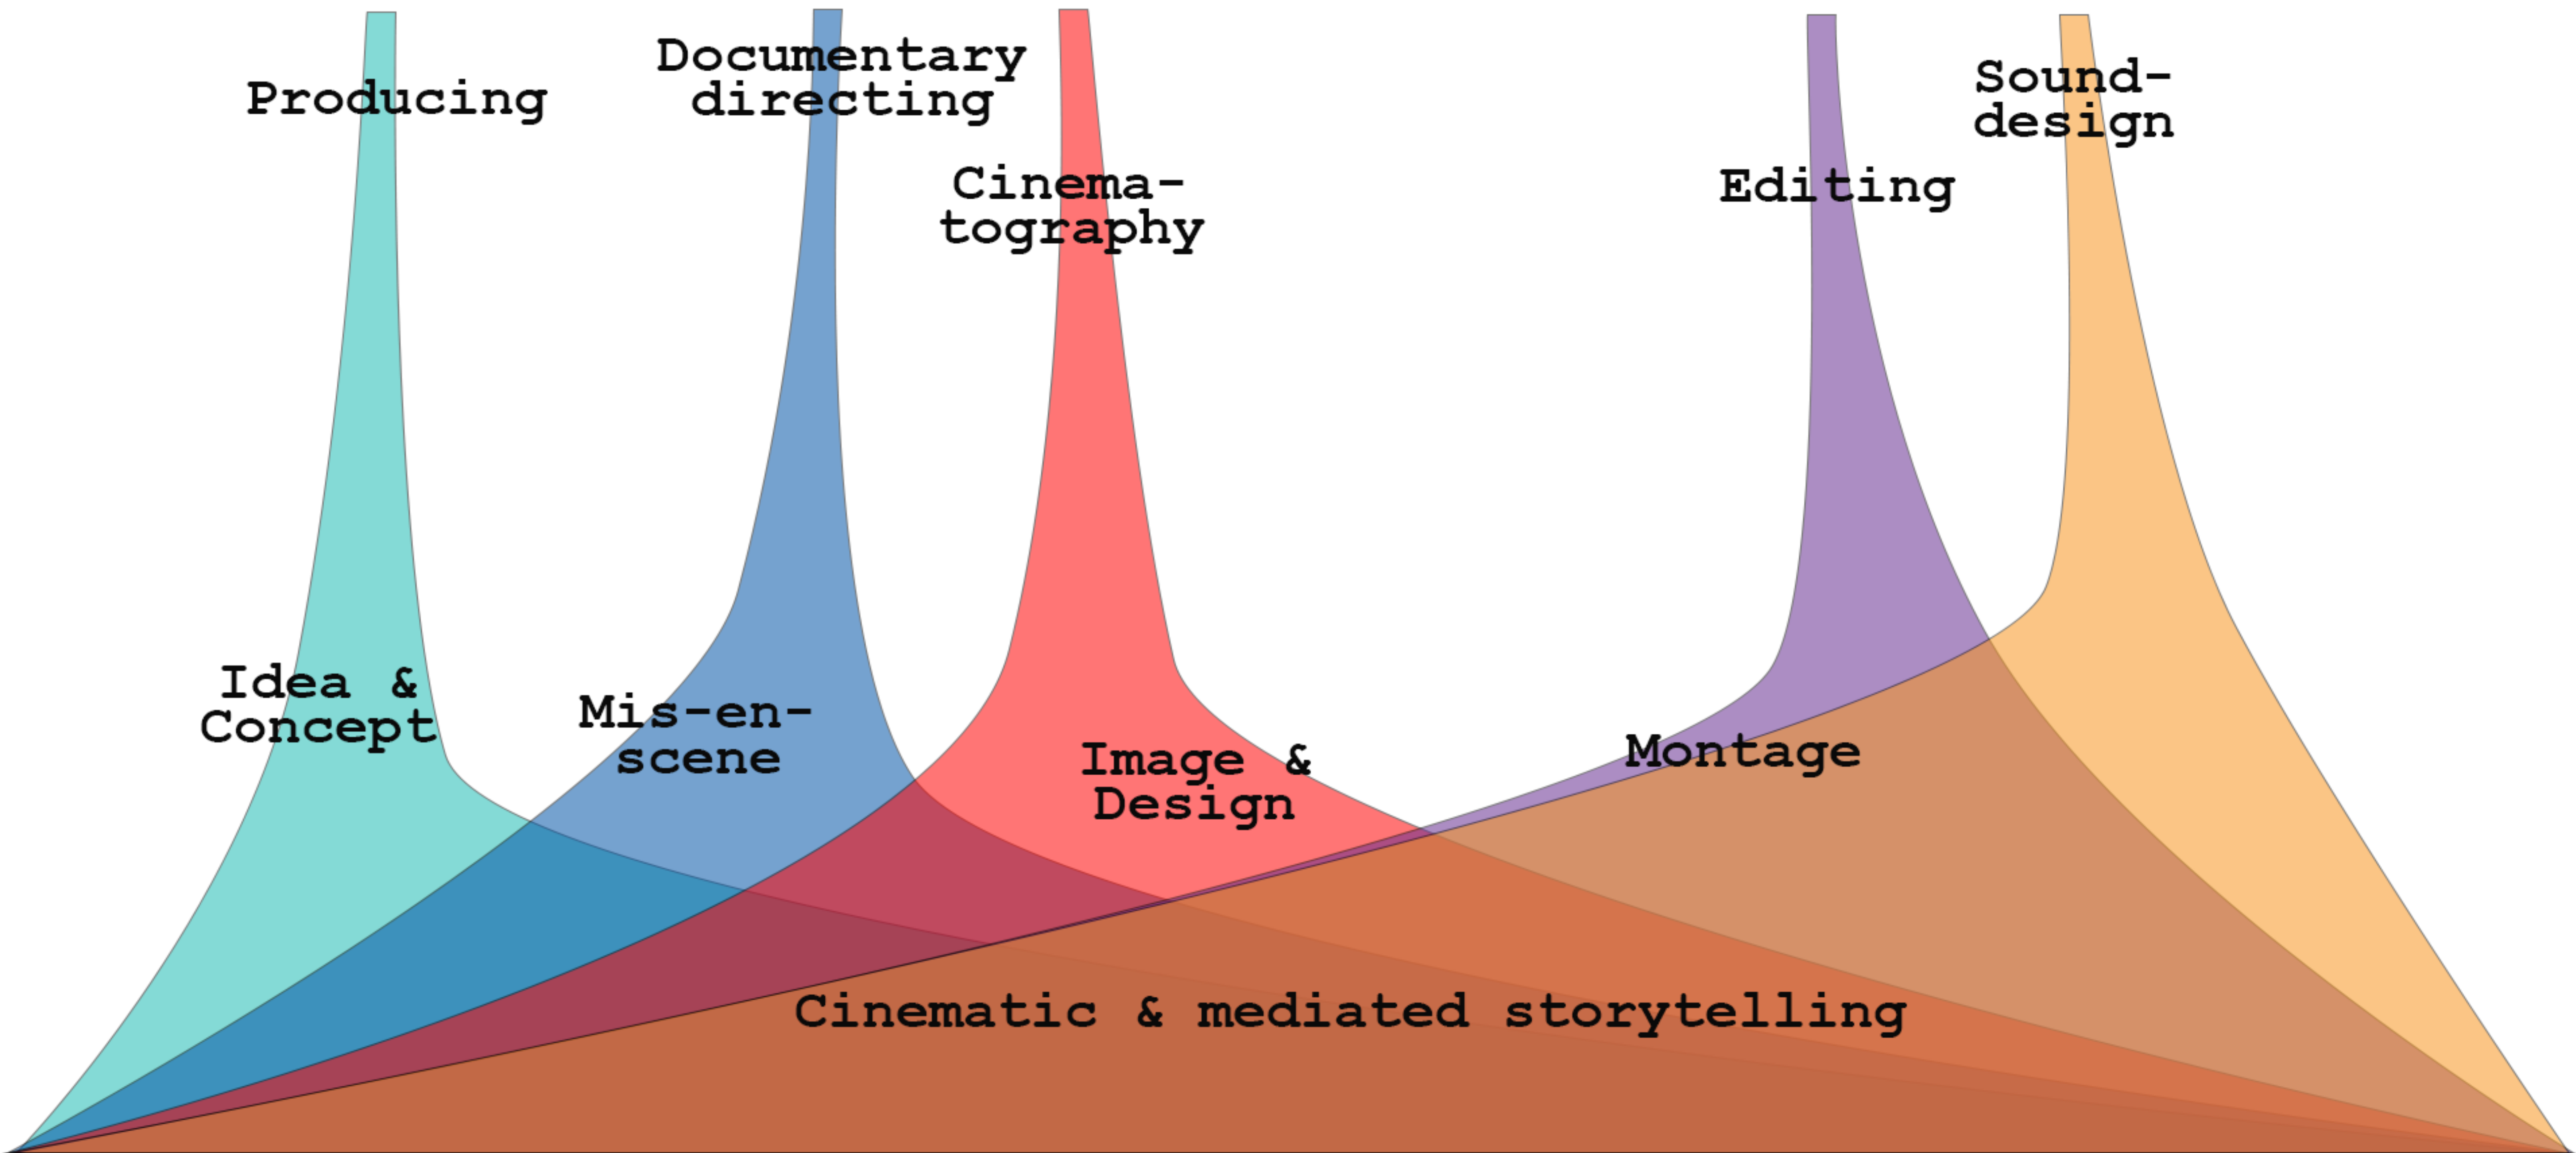 Producing
Documentary
directing
Cinema-
tography
Editing
Sound-
design
Idea &
Concept
Mis-en-
scene
Image &
Design
Montage
Cinematic & mediated storytelling